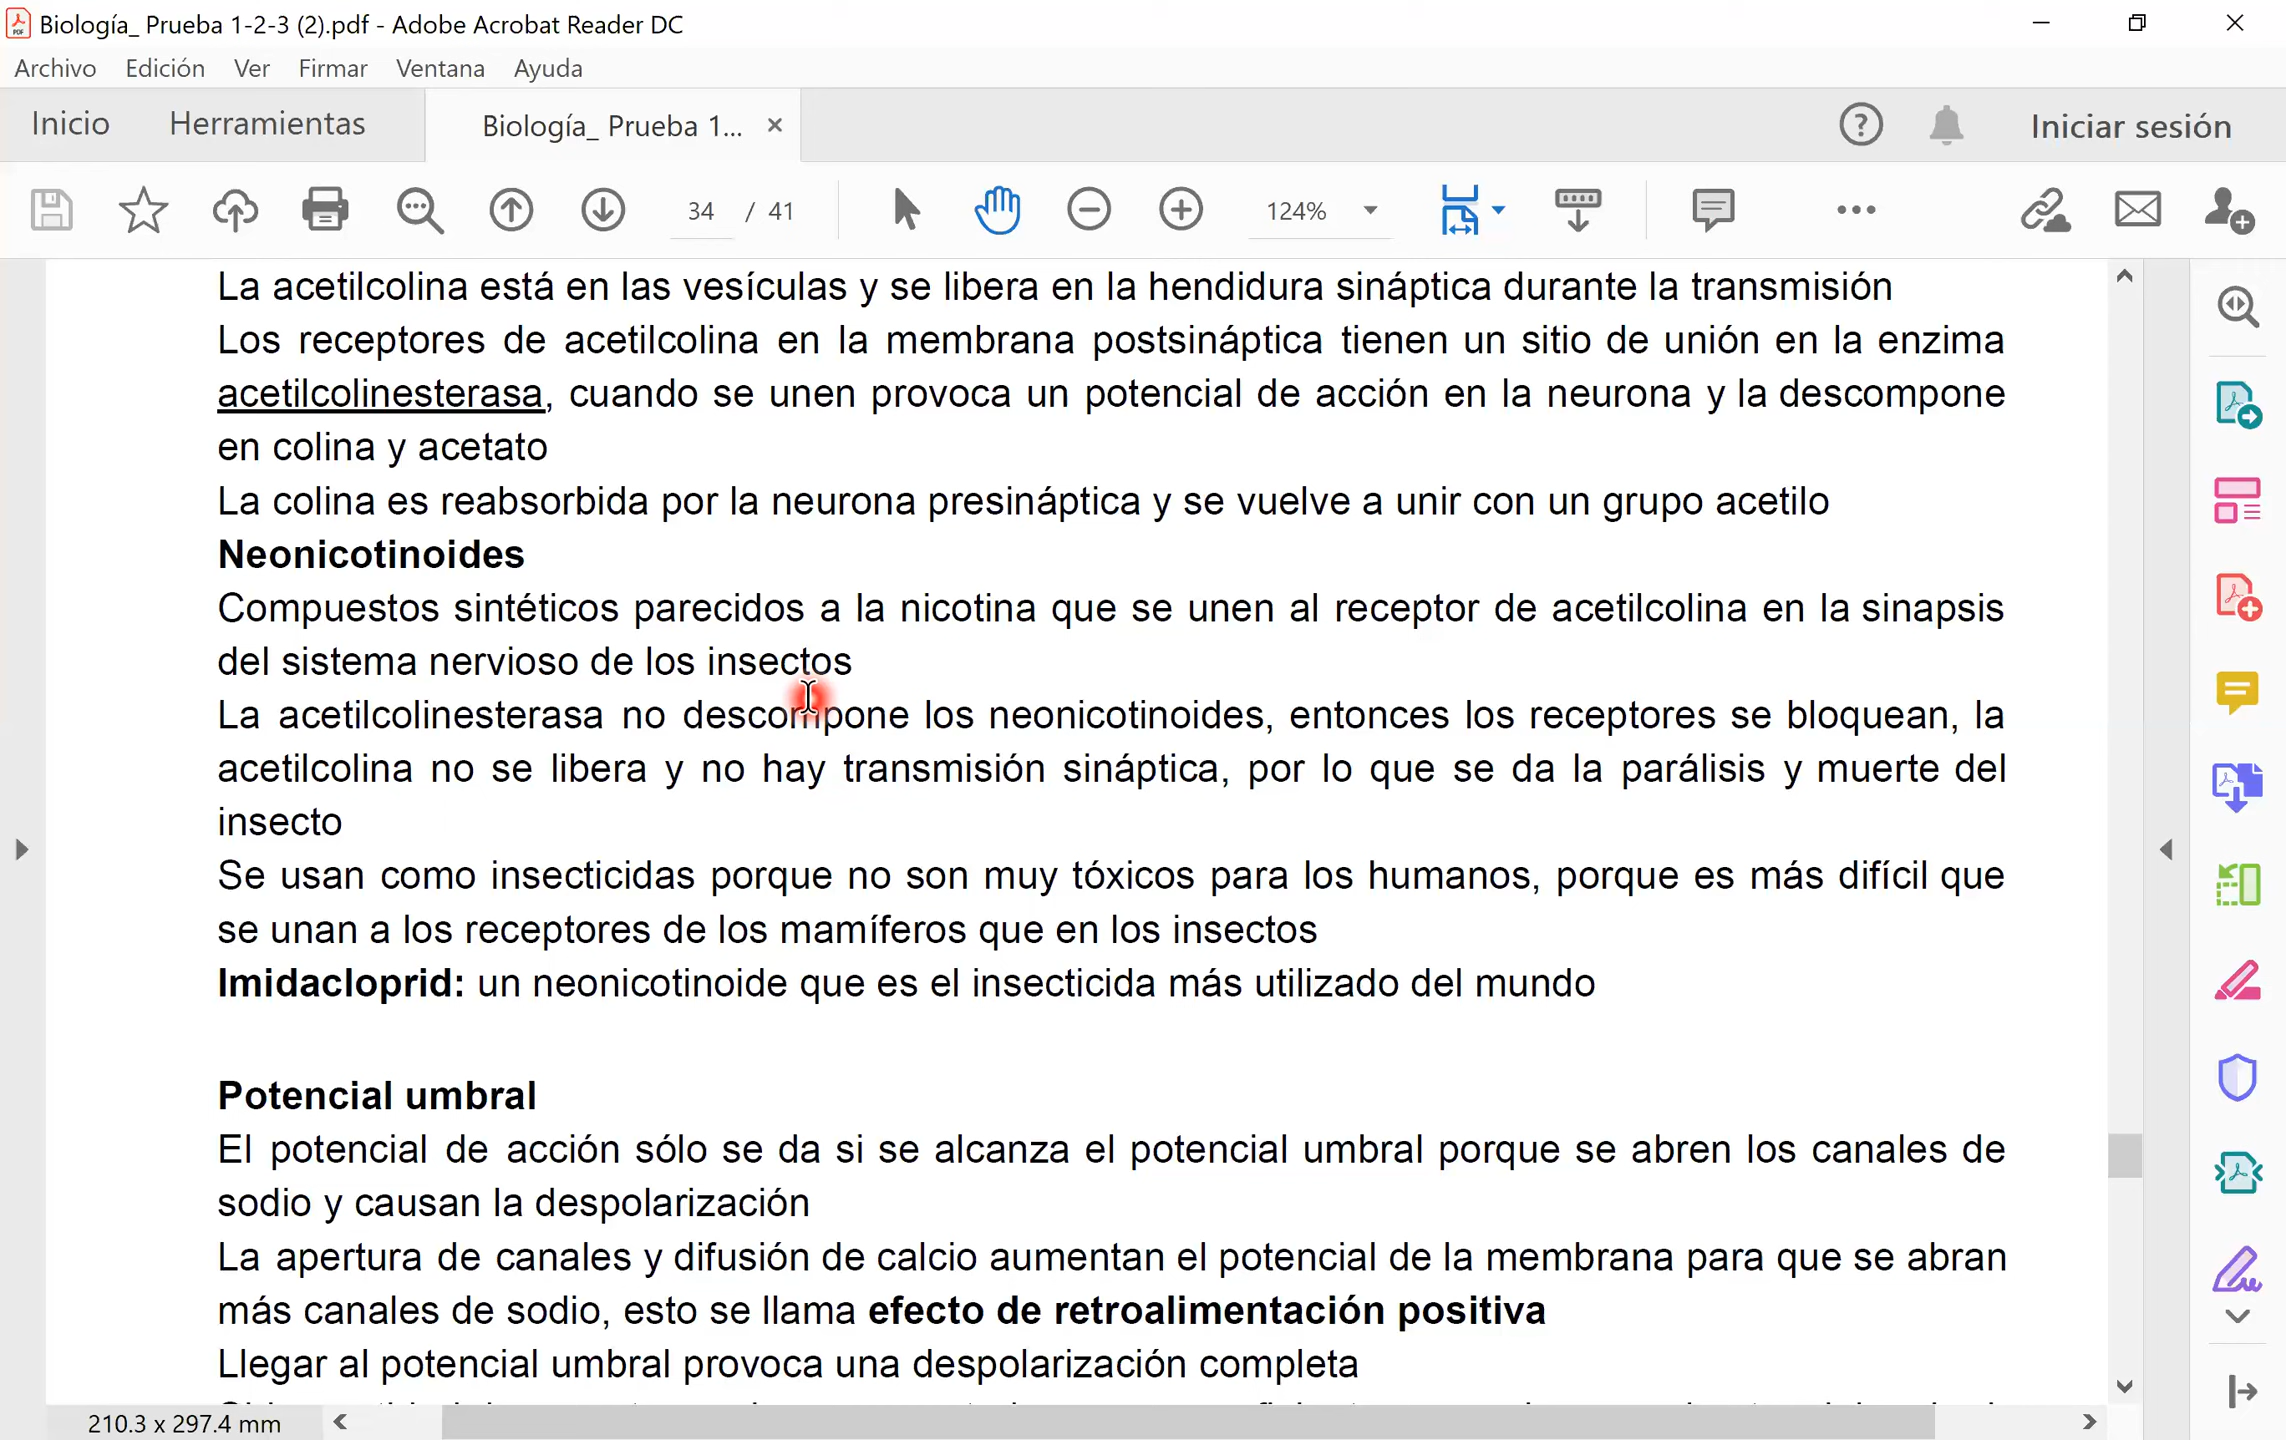 Biología_ Prueba 1-2-3 (2).pdf - Adobe Acrobat Reader DC
Archivo Edición Ver Firmar Ventana Ayuda
Inicio Herramientas Biología_ Prueba 1... × Iniciar sesión
34 / 41 124%
La acetilcolina está en las vesículas y se libera en la hendidura sináptica durante la transmisión
Los receptores de acetilcolina en la membrana postsináptica tienen un sitio de unión en la enzima
acetilcolinesterasa, cuando se unen provoca un potencial de acción en la neurona y la descompone
en colina y acetato
La colina es reabsorbida por la neurona presináptica y se vuelve a unir con un grupo acetilo
Neonicotinoides
Compuestos sintéticos parecidos a la nicotina que se unen al receptor de acetilcolina en la sinapsis
del sistema nervioso de los insectos
La acetilcolinesterasa no descompone los neonicotinoides, entonces los receptores se bloquean, la
acetilcolina no se libera y no hay transmisión sináptica, por lo que se da la parálisis y muerte del
insecto
Se usan como insecticidas porque no son muy tóxicos para los humanos, porque es más difícil que
se unan a los receptores de los mamíferos que en los insectos
Imidacloprid: un neonicotinoide que es el insecticida más utilizado del mundo
Potencial umbral
El potencial de acción sólo se da si se alcanza el potencial umbral porque se abren los canales de
sodio y causan la despolarización
La apertura de canales y difusión de calcio aumentan el potencial de la membrana para que se abran
más canales de sodio, esto se llama efecto de retroalimentación positiva
Llegar al potencial umbral provoca una despolarización completa
210.3 x 297.4 mm